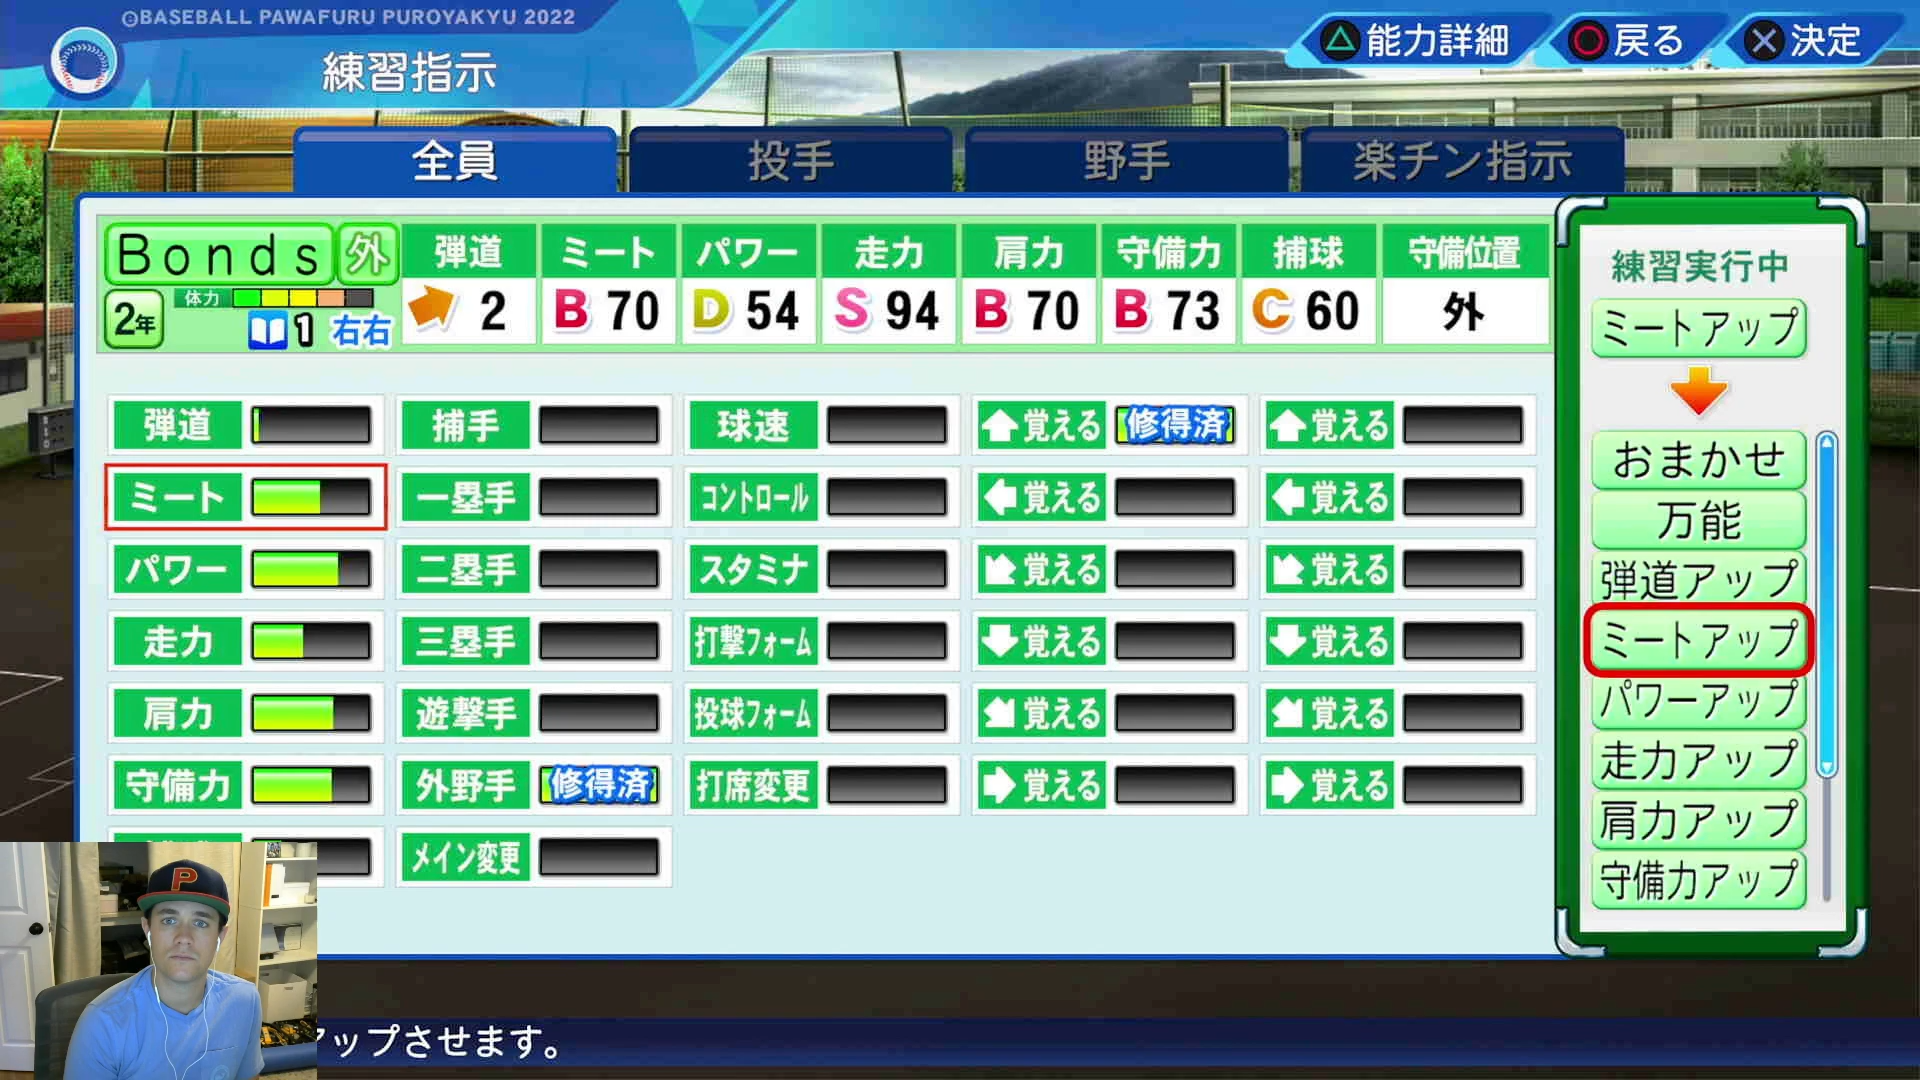 ©BASEBALL PAWAFURU PUROYAKYU 2022
練習指示
能力詳細 戻る 決定
全員 投手 野手 楽チン指示
Bonds 外 弾道 ミート パワー 走力 肩力 守備力 捕球 守備位置
2年 体力 1 右右 2 B 70 D 54 S 94 B 70 B 73 C 60 外
弾道 捕手 球速 覚える 修得済 覚える
ミート 一塁手 コントロール 覚える 覚える
パワー 二塁手 スタミナ 覚える 覚える
走力 三塁手 打撃フォーム 覚える 覚える
肩力 遊撃手 投球フォーム 覚える 覚える
守備力 外野手 修得済 打席変更 覚える 覚える
メイン変更
練習実行中
ミートアップ
おまかせ
万能
弾道アップ
ミートアップ
パワーアップ
走力アップ
肩力アップ
守備力アップ
P
ップさせます。